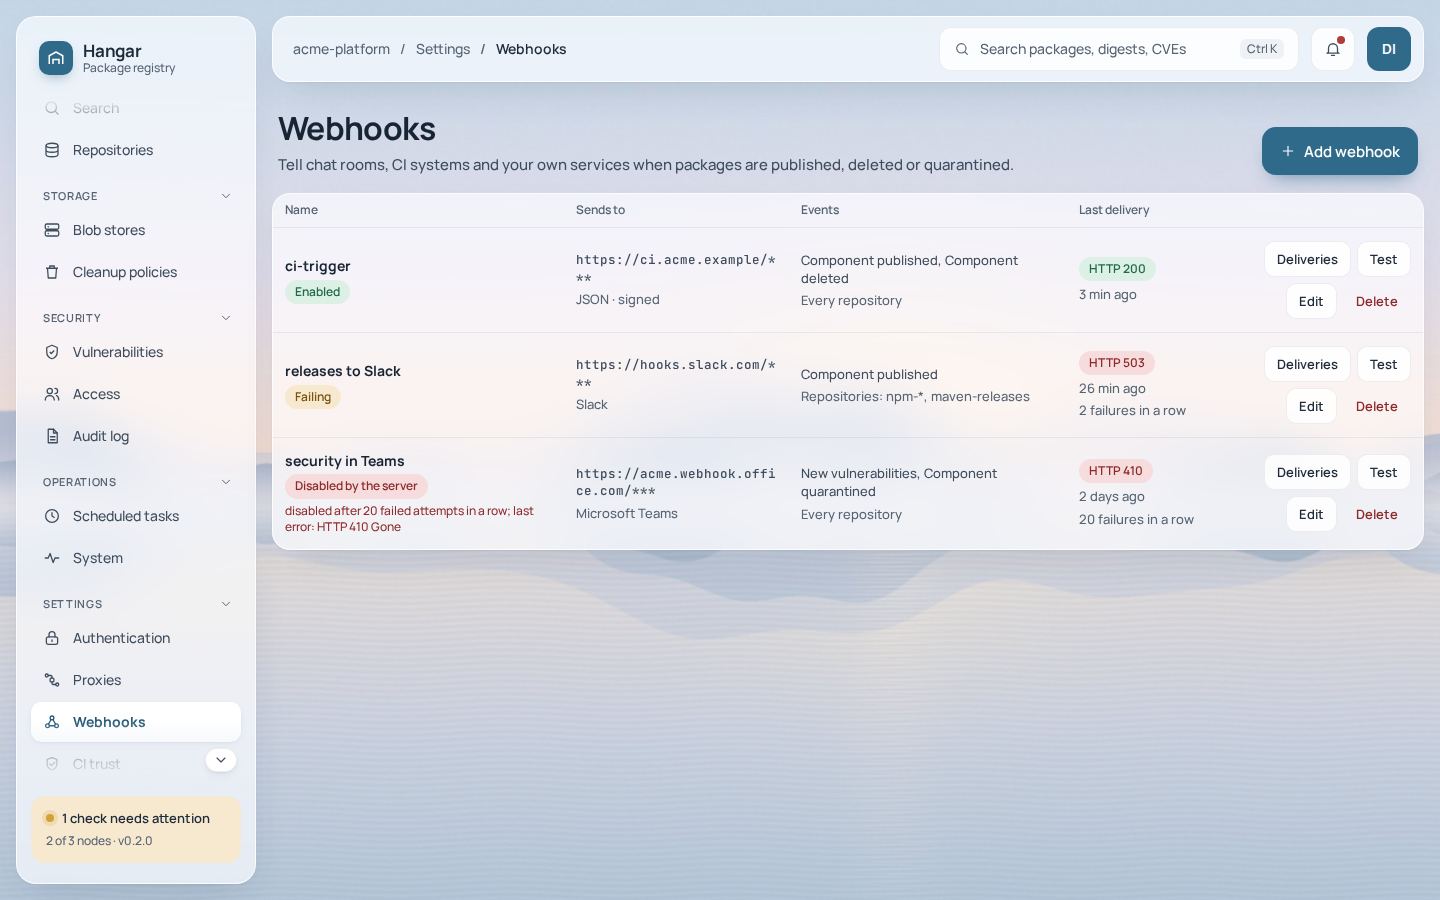 Hangar
Package registry
Search
Repositories
STORAGE
Blob stores
Cleanup policies
SECURITY
Vulnerabilities
Access
Audit log
OPERATIONS
Scheduled tasks
System
SETTINGS
Authentication
Proxies
Webhooks
CI trust
1 check needs attention
2 of 3 nodes · v0.2.0
acme-platform / Settings / Webhooks
Search packages, digests, CVEs
Ctrl K
DI
Webhooks
Tell chat rooms, CI systems and your own services when packages are published, deleted or quarantined.
+ Add webhook
Name Sends to Events Last delivery
ci-trigger
Enabled
https://ci.acme.example/*
**
JSON · signed
Component published, Component
deleted
Every repository
HTTP 200
3 min ago
Deliveries Test
Edit Delete
releases to Slack
Failing
https://hooks.slack.com/*
**
Slack
Component published
Repositories: npm-*, maven-releases
HTTP 503
26 min ago
2 failures in a row
Deliveries Test
Edit Delete
security in Teams
Disabled by the server
disabled after 20 failed attempts in a row; last
error: HTTP 410 Gone
https://acme.webhook.offi
ce.com/***
Microsoft Teams
New vulnerabilities, Component
quarantined
Every repository
HTTP 410
2 days ago
20 failures in a row
Deliveries Test
Edit Delete